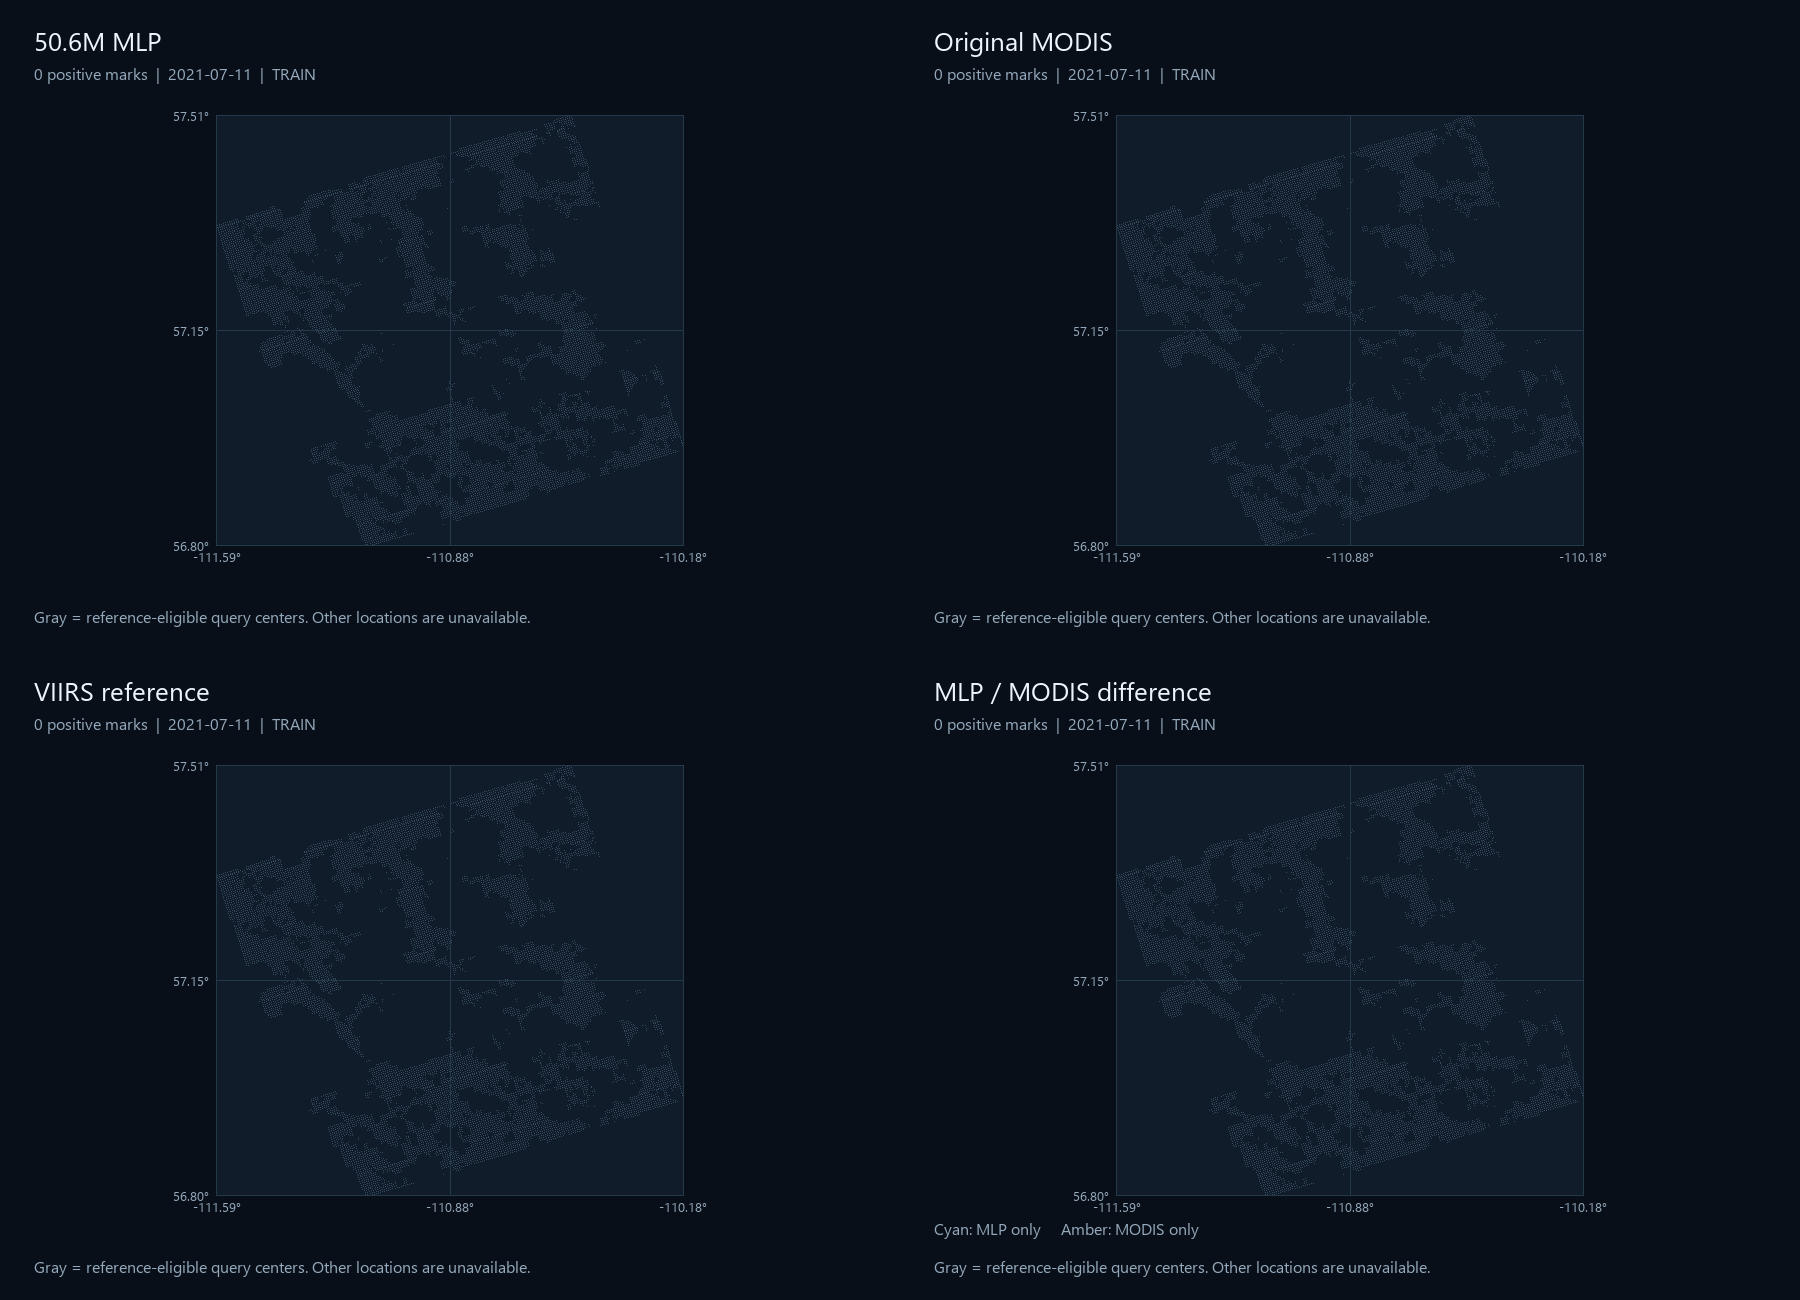 50.6M MLP
0 positive marks | 2021-07-11 | TRAIN
57.51°
57.15°
56.80°
-111.59°
-110.88°
-110.18°
Gray = reference-eligible query centers. Other locations are unavailable.
Original MODIS
0 positive marks | 2021-07-11 | TRAIN
57.51°
57.15°
56.80°
-111.59°
-110.88°
-110.18°
Gray = reference-eligible query centers. Other locations are unavailable.
VIIRS reference
0 positive marks | 2021-07-11 | TRAIN
57.51°
57.15°
56.80°
-111.59°
-110.88°
-110.18°
Gray = reference-eligible query centers. Other locations are unavailable.
MLP / MODIS difference
0 positive marks | 2021-07-11 | TRAIN
57.51°
57.15°
56.80°
-111.59°
-110.88°
-110.18°
Cyan: MLP only Amber: MODIS only
Gray = reference-eligible query centers. Other locations are unavailable.